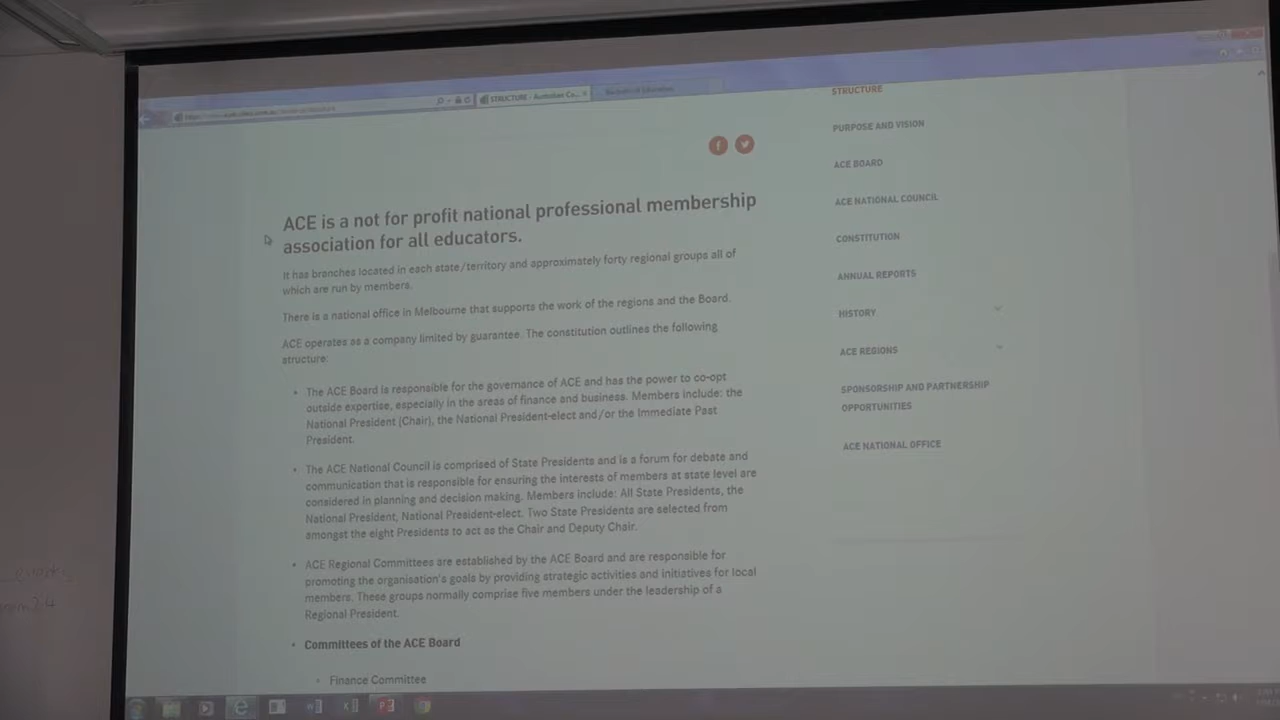 STRUCTURE - Australian Co...
Bachelor of Education
ACE is a not for profit national professional membership
association for all educators.
It has branches located in each state/territory and approximately forty regional groups all of
which are run by members.
There is a national office in Melbourne that supports the work of the regions and the Board.
ACE operates as a company limited by guarantee. The constitution outlines the following
structure:
• The ACE Board is responsible for the governance of ACE and has the power to co-opt
outside expertise, especially in the areas of finance and business. Members include: the
National President (Chair), the National President-elect and/or the Immediate Past
President.
• The ACE National Council is comprised of State Presidents and is a forum for debate and
communication that is responsible for ensuring the interests of members at state level are
considered in planning and decision making. Members include: All State Presidents, the
National President, National President-elect. Two State Presidents are selected from
amongst the eight Presidents to act as the Chair and Deputy Chair.
• ACE Regional Committees are established by the ACE Board and are responsible for
promoting the organisation's goals by providing strategic activities and initiatives for local
members. These groups normally comprise five members under the leadership of a
Regional President.
• Committees of the ACE Board
• Finance Committee
STRUCTURE
PURPOSE AND VISION
ACE BOARD
ACE NATIONAL COUNCIL
CONSTITUTION
ANNUAL REPORTS
HISTORY
ACE REGIONS
SPONSORSHIP AND PARTNERSHIP
OPPORTUNITIES
ACE NATIONAL OFFICE